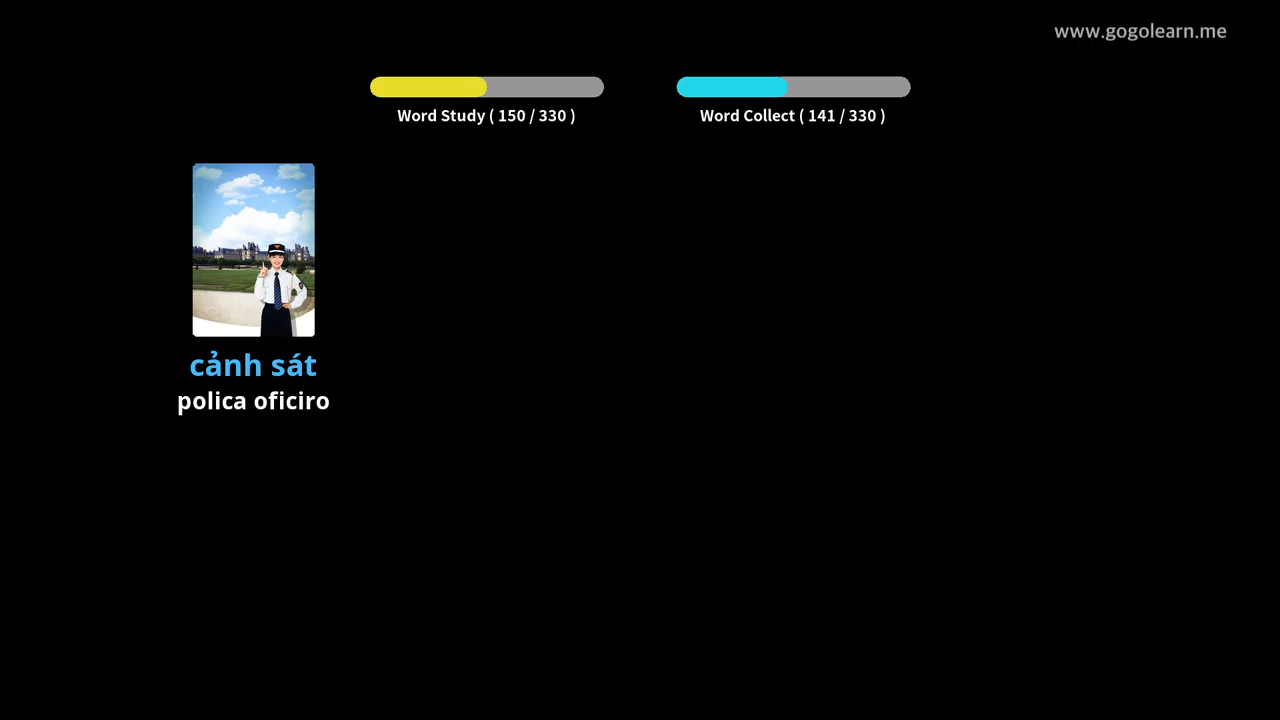 www.gogolearn.me
Word Study ( 150 / 330 )
Word Collect ( 141 / 330 )
cảnh sát
polica oficiro